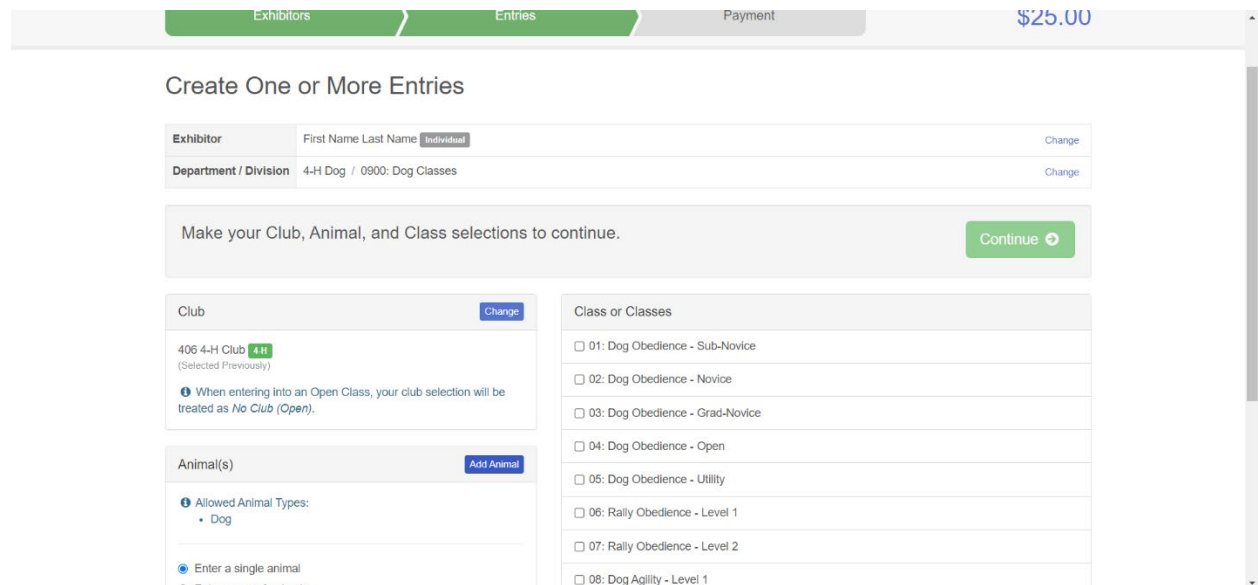 Exhibitors
Entries
Payment
$25.00
Create One or More Entries
Exhibitor First Name Last Name Individual Change
Department / Division 4-H Dog / 0900: Dog Classes Change
Make your Club, Animal, and Class selections to continue.
Continue
Club Change
406 4-H Club 4-H
(Selected Previously)
When entering into an Open Class, your club selection will be
treated as No Club (Open).
Animal(s) Add Animal
Allowed Animal Types:
• Dog
Enter a single animal
Class or Classes
01: Dog Obedience - Sub-Novice
02: Dog Obedience - Novice
03: Dog Obedience - Grad-Novice
04: Dog Obedience - Open
05: Dog Obedience - Utility
06: Rally Obedience - Level 1
07: Rally Obedience - Level 2
08: Dog Agility - Level 1